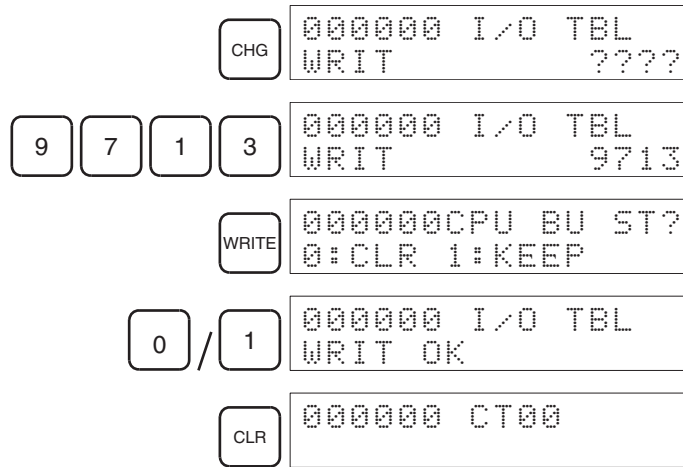 CHG
000000 I/O TBL
WRIT ????
9 7 1 3
000000 I/O TBL
WRIT 9713
WRITE
000000CPU BU ST?
0:CLR 1:KEEP
0 / 1
000000 I/O TBL
WRIT OK
CLR
000000 CT00